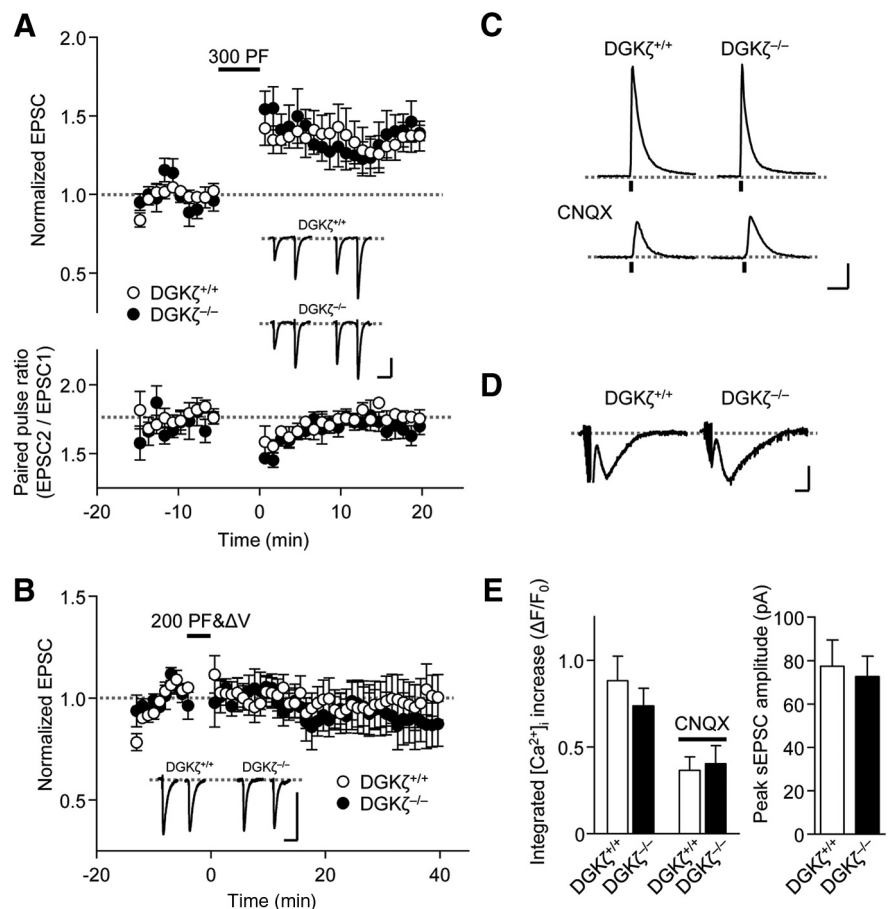 A
2.0
300 PF
1.5
1.0
0.5
Normalized EPSC
DGKζ+/+
DGKζ−/−
DGKζ+/+
DGKζ−/−
2.0
1.5
Paired pulse ratio
(EPSC2 / EPSC1)
-20
-10
0
10
20
Time (min)
B
1.5
200 PF&ΔV
1.0
0.5
Normalized EPSC
DGKζ+/+
DGKζ−/−
DGKζ+/+
DGKζ−/−
-20
0
20
40
Time (min)
C
DGKζ+/+
DGKζ−/−
CNQX
D
DGKζ+/+
DGKζ−/−
E
Integrated [Ca2+]i increase (ΔF/F0)
1.0
0.5
0
CNQX
DGKζ+/+
DGKζ−/−
DGKζ+/+
DGKζ−/−
Peak sEPSC amplitude (pA)
100
80
60
40
20
0
DGKζ+/+
DGKζ−/−